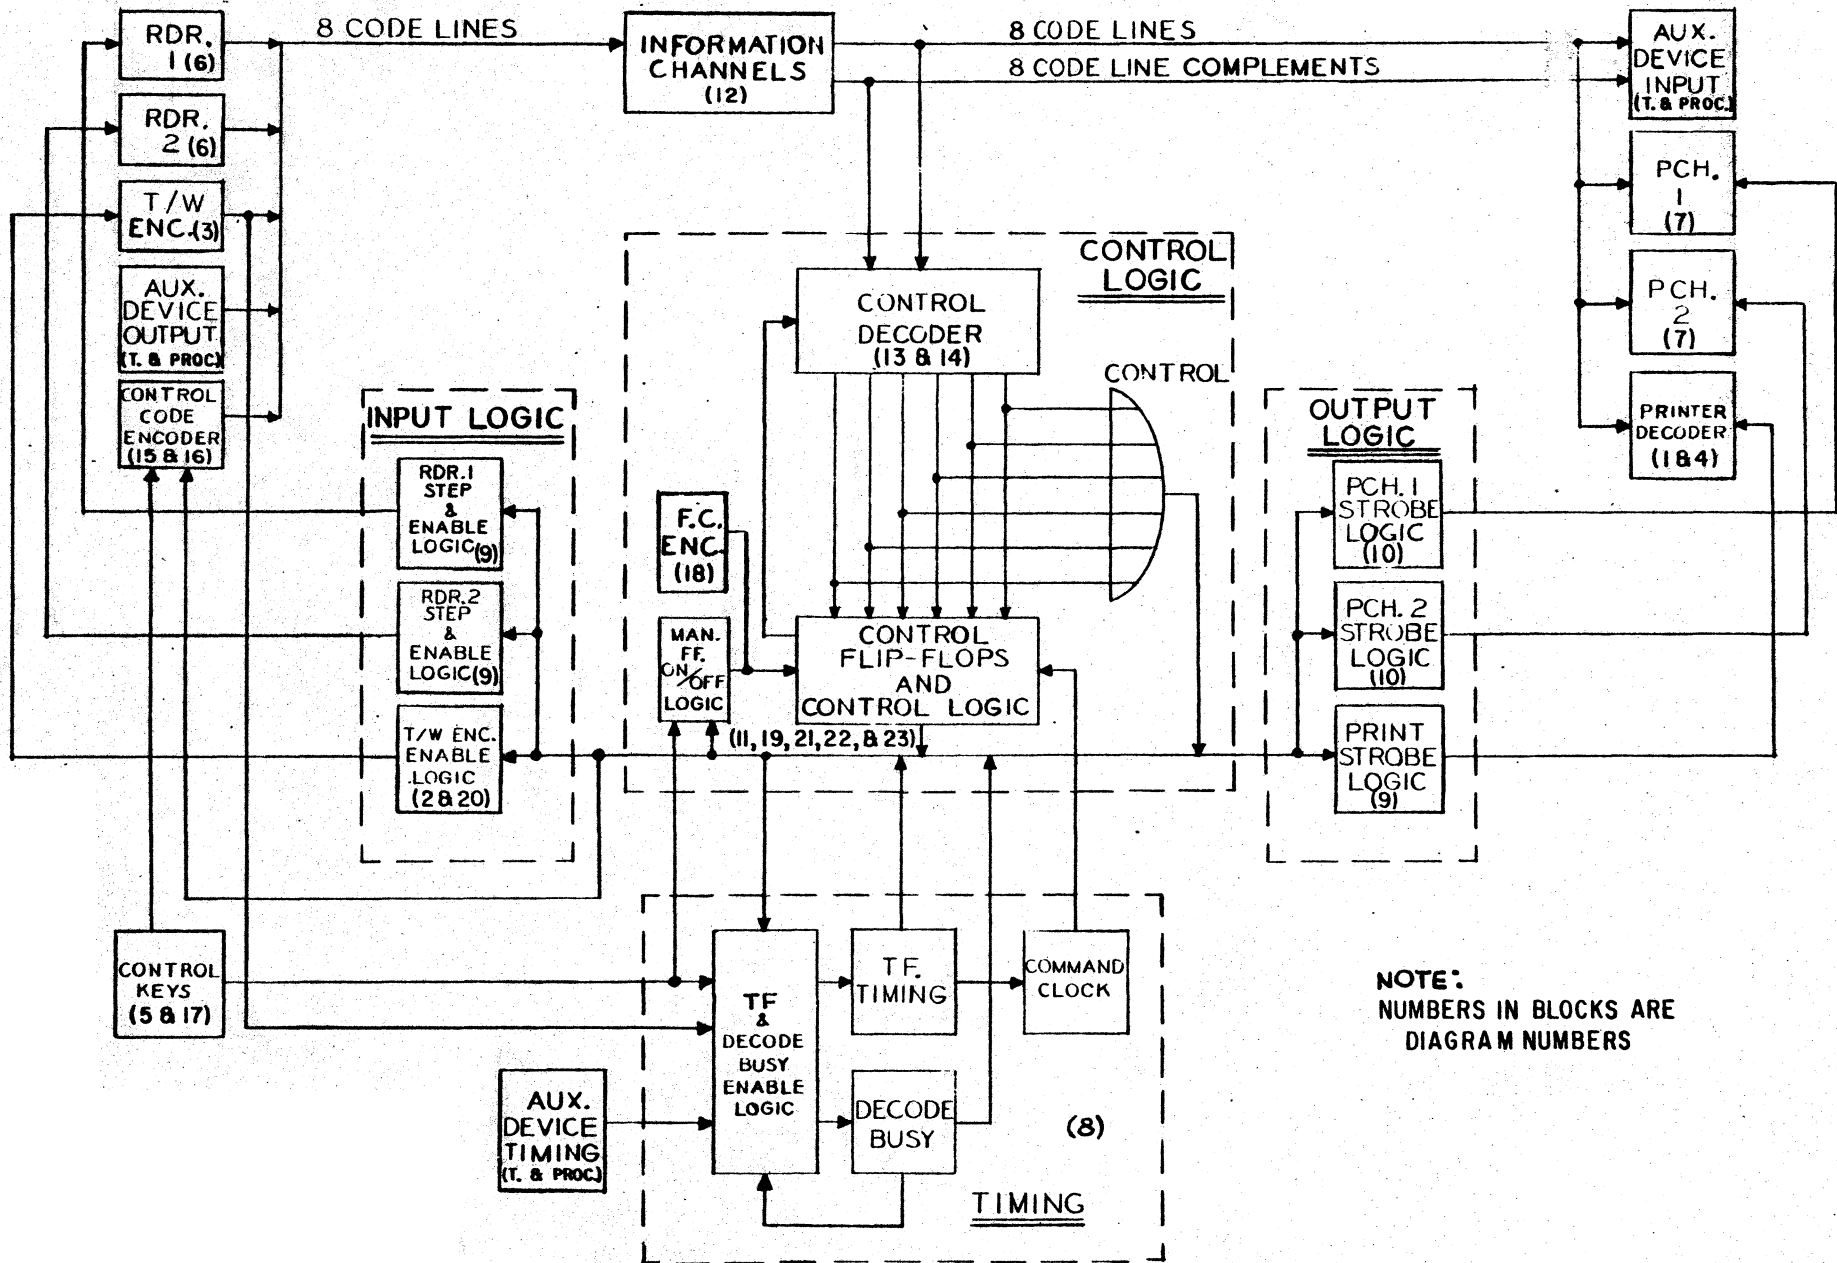 RDR.
1 (6)
8 CODE LINES
INFORMATION
CHANNELS
(12)
8 CODE LINES
8 CODE LINE COMPLEMENTS
AUX.
DEVICE
INPUT
(T. & PROC.)
RDR.
2 (6)
T/W
ENC.(3)
AUX.
DEVICE
OUTPUT
(T. & PROC.)
CONTROL
CODE
ENCODER
(15 & 16)
PCH.
1
(7)
PCH.
2
(7)
PRINTER
DECODER
(1 & 4)
CONTROL
LOGIC
CONTROL
DECODER
(13 & 14)
CONTROL
INPUT LOGIC
RDR.1
STEP
&
ENABLE
LOGIC(9)
RDR.2
STEP
&
ENABLE
LOGIC(9)
T/W ENC.
ENABLE
LOGIC
(2 & 20)
F.C.
ENC.
(18)
MAN.
FF.
ON/OFF
LOGIC
CONTROL
FLIP-FLOPS
AND
CONTROL LOGIC
(11, 19, 21, 22, & 23)
OUTPUT
LOGIC
PCH. 1
STROBE
LOGIC
(10)
PCH. 2
STROBE
LOGIC
(10)
PRINT
STROBE
LOGIC
(9)
CONTROL
KEYS
(5 & 17)
AUX.
DEVICE
TIMING
(T. & PROC.)
TF
&
DECODE
BUSY
ENABLE
LOGIC
T.F.
TIMING
COMMAND
CLOCK
DECODE
BUSY
(8)
TIMING
NOTE:
NUMBERS IN BLOCKS ARE
DIAGRAM NUMBERS